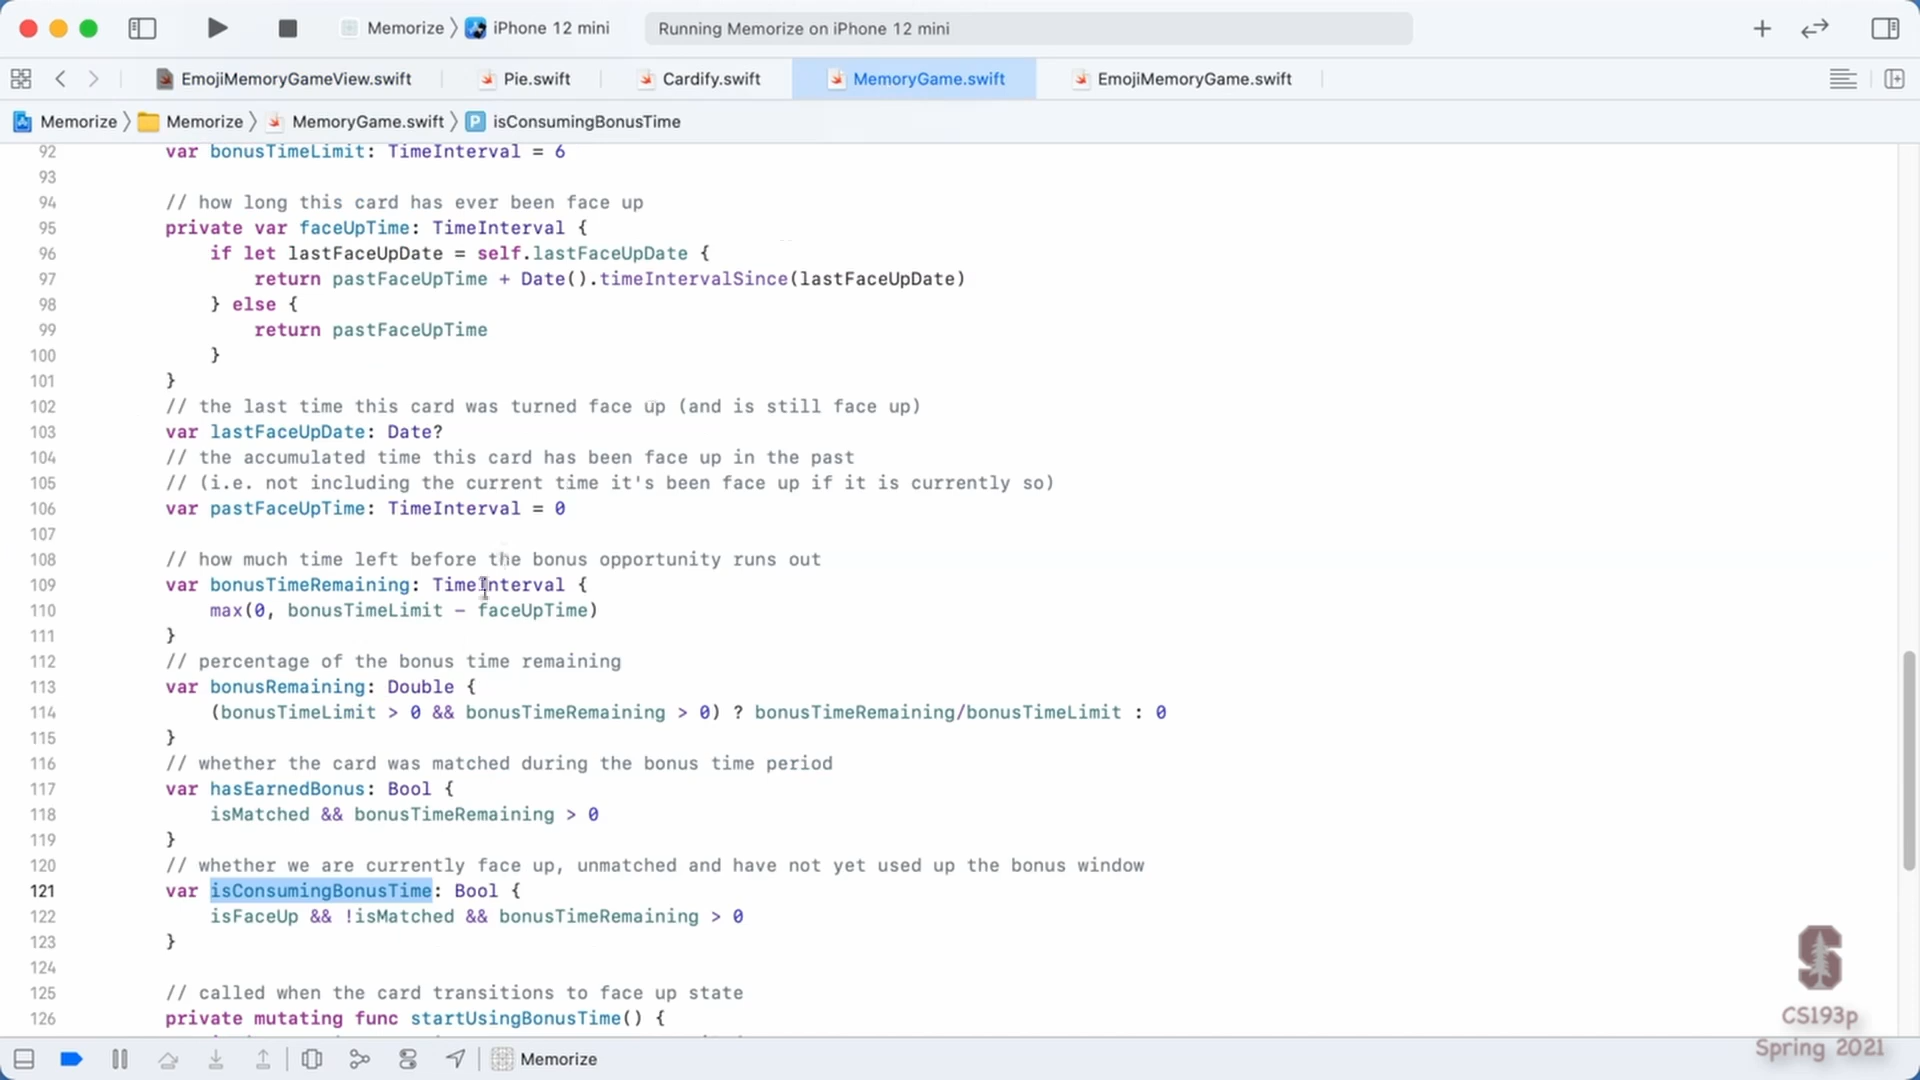 Memorize 〉 iPhone 12 mini
Running Memorize on iPhone 12 mini
EmojiMemoryGameView.swift
Pie.swift
Cardify.swift
MemoryGame.swift
EmojiMemoryGame.swift
Memorize 〉 Memorize 〉 MemoryGame.swift 〉 P isConsumingBonusTime
92 var bonusTimeLimit: TimeInterval = 6
93
94 // how long this card has ever been face up
95 private var faceUpTime: TimeInterval {
96 if let lastFaceUpDate = self.lastFaceUpDate {
97 return pastFaceUpTime + Date().timeIntervalSince(lastFaceUpDate)
98 } else {
99 return pastFaceUpTime
100 }
101 }
102 // the last time this card was turned face up (and is still face up)
103 var lastFaceUpDate: Date?
104 // the accumulated time this card has been face up in the past
105 // (i.e. not including the current time it's been face up if it is currently so)
106 var pastFaceUpTime: TimeInterval = 0
107
108 // how much time left before the bonus opportunity runs out
109 var bonusTimeRemaining: TimeInterval {
110 max(0, bonusTimeLimit - faceUpTime)
111 }
112 // percentage of the bonus time remaining
113 var bonusRemaining: Double {
114 (bonusTimeLimit > 0 && bonusTimeRemaining > 0) ? bonusTimeRemaining/bonusTimeLimit : 0
115 }
116 // whether the card was matched during the bonus time period
117 var hasEarnedBonus: Bool {
118 isMatched && bonusTimeRemaining > 0
119 }
120 // whether we are currently face up, unmatched and have not yet used up the bonus window
121 var isConsumingBonusTime: Bool {
122 isFaceUp && !isMatched && bonusTimeRemaining > 0
123 }
124
125 // called when the card transitions to face up state
126 private mutating func startUsingBonusTime() {
S
CS193p
Spring 2021
Memorize